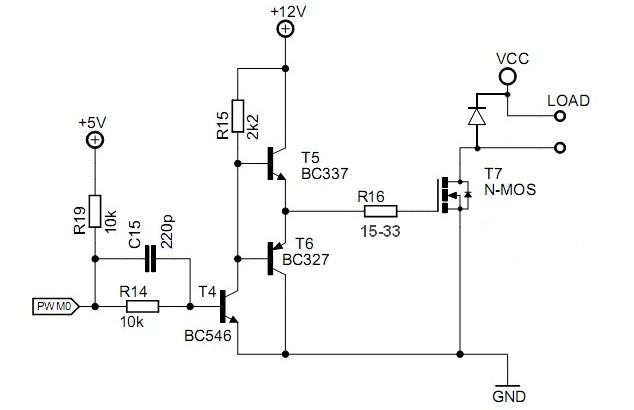 +12V
VCC
LOAD
+5V
R15
2k2
T5
BC337
T7
N-MOS
R19
10k
C15
220p
R16
15-33
T6
BC327
R14
10k
T4
BC546
PWM0
GND